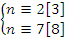 {n ≡ 2[3]
n ≡ 7[8]